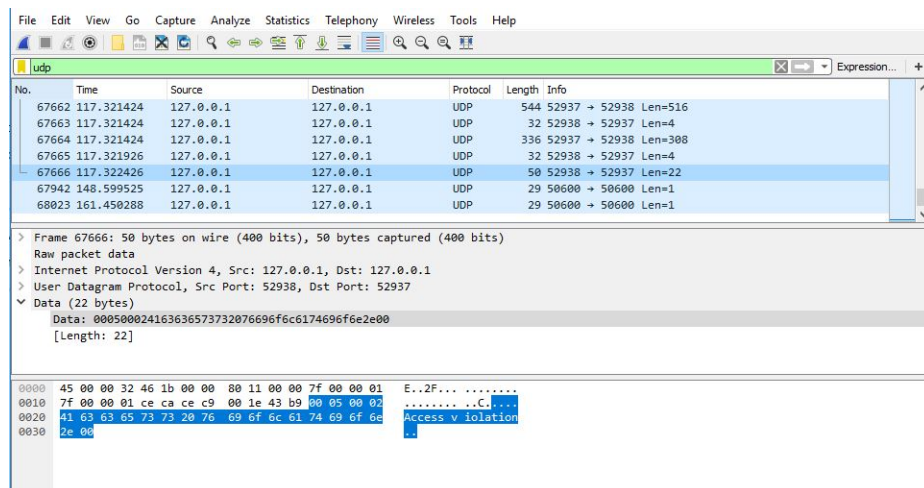 File Edit View Go Capture Analyze Statistics Telephony Wireless Tools Help
udp Expression... +
No. Time Source Destination Protocol Length Info
67662 117.321424 127.0.0.1 127.0.0.1 UDP 544 52937 → 52938 Len=516
67663 117.321424 127.0.0.1 127.0.0.1 UDP 32 52938 → 52937 Len=4
67664 117.321424 127.0.0.1 127.0.0.1 UDP 336 52937 → 52938 Len=308
67665 117.321926 127.0.0.1 127.0.0.1 UDP 32 52938 → 52937 Len=4
67666 117.322426 127.0.0.1 127.0.0.1 UDP 50 52938 → 52937 Len=22
67942 148.599525 127.0.0.1 127.0.0.1 UDP 29 50600 → 50600 Len=1
68023 161.450288 127.0.0.1 127.0.0.1 UDP 29 50600 → 50600 Len=1
> Frame 67666: 50 bytes on wire (400 bits), 50 bytes captured (400 bits)
Raw packet data
> Internet Protocol Version 4, Src: 127.0.0.1, Dst: 127.0.0.1
> User Datagram Protocol, Src Port: 52938, Dst Port: 52937
Data (22 bytes)
Data: 000500024163636573732076696f6c6174696f6e2e00
[Length: 22]
0000 45 00 00 32 46 1b 00 00 80 11 00 00 7f 00 00 01 E..2F... ........
0010 7f 00 00 01 ce ca ce c9 00 1e 43 b9 00 05 00 02 ........ ..C.....
0020 41 63 63 65 73 73 20 76 69 6f 6c 61 74 69 6f 6e Access v iolation
0030 2e 00 ..